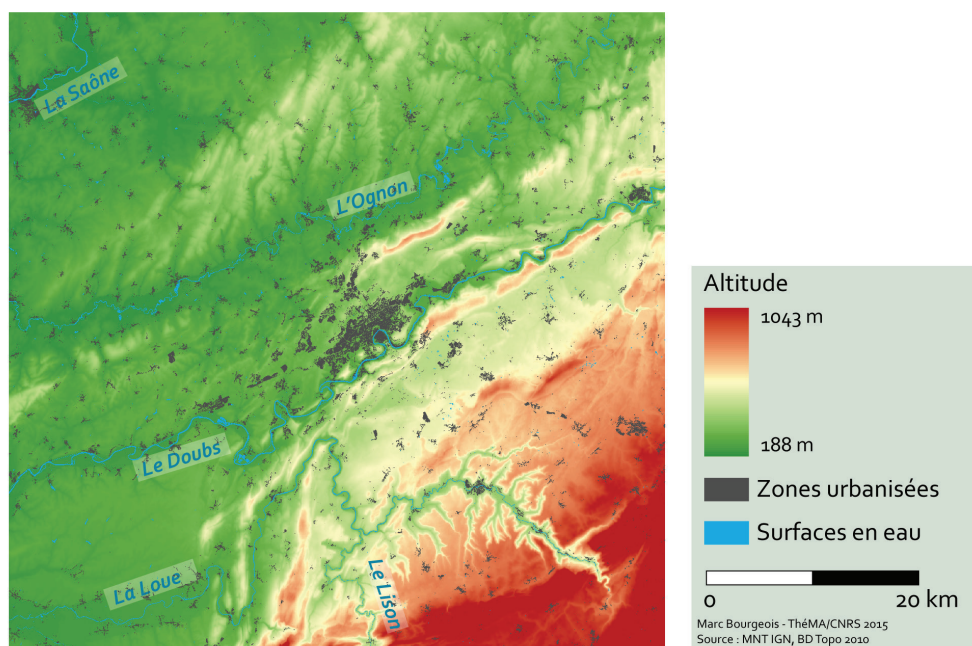 La Saône
L'Ognon
Le Doubs
La Loue
Le Lison
Altitude
1043 m
188 m
Zones urbanisées
Surfaces en eau
0 20 km
Marc Bourgeois - ThéMA/CNRS 2015
Source : MNT IGN, BD Topo 2010